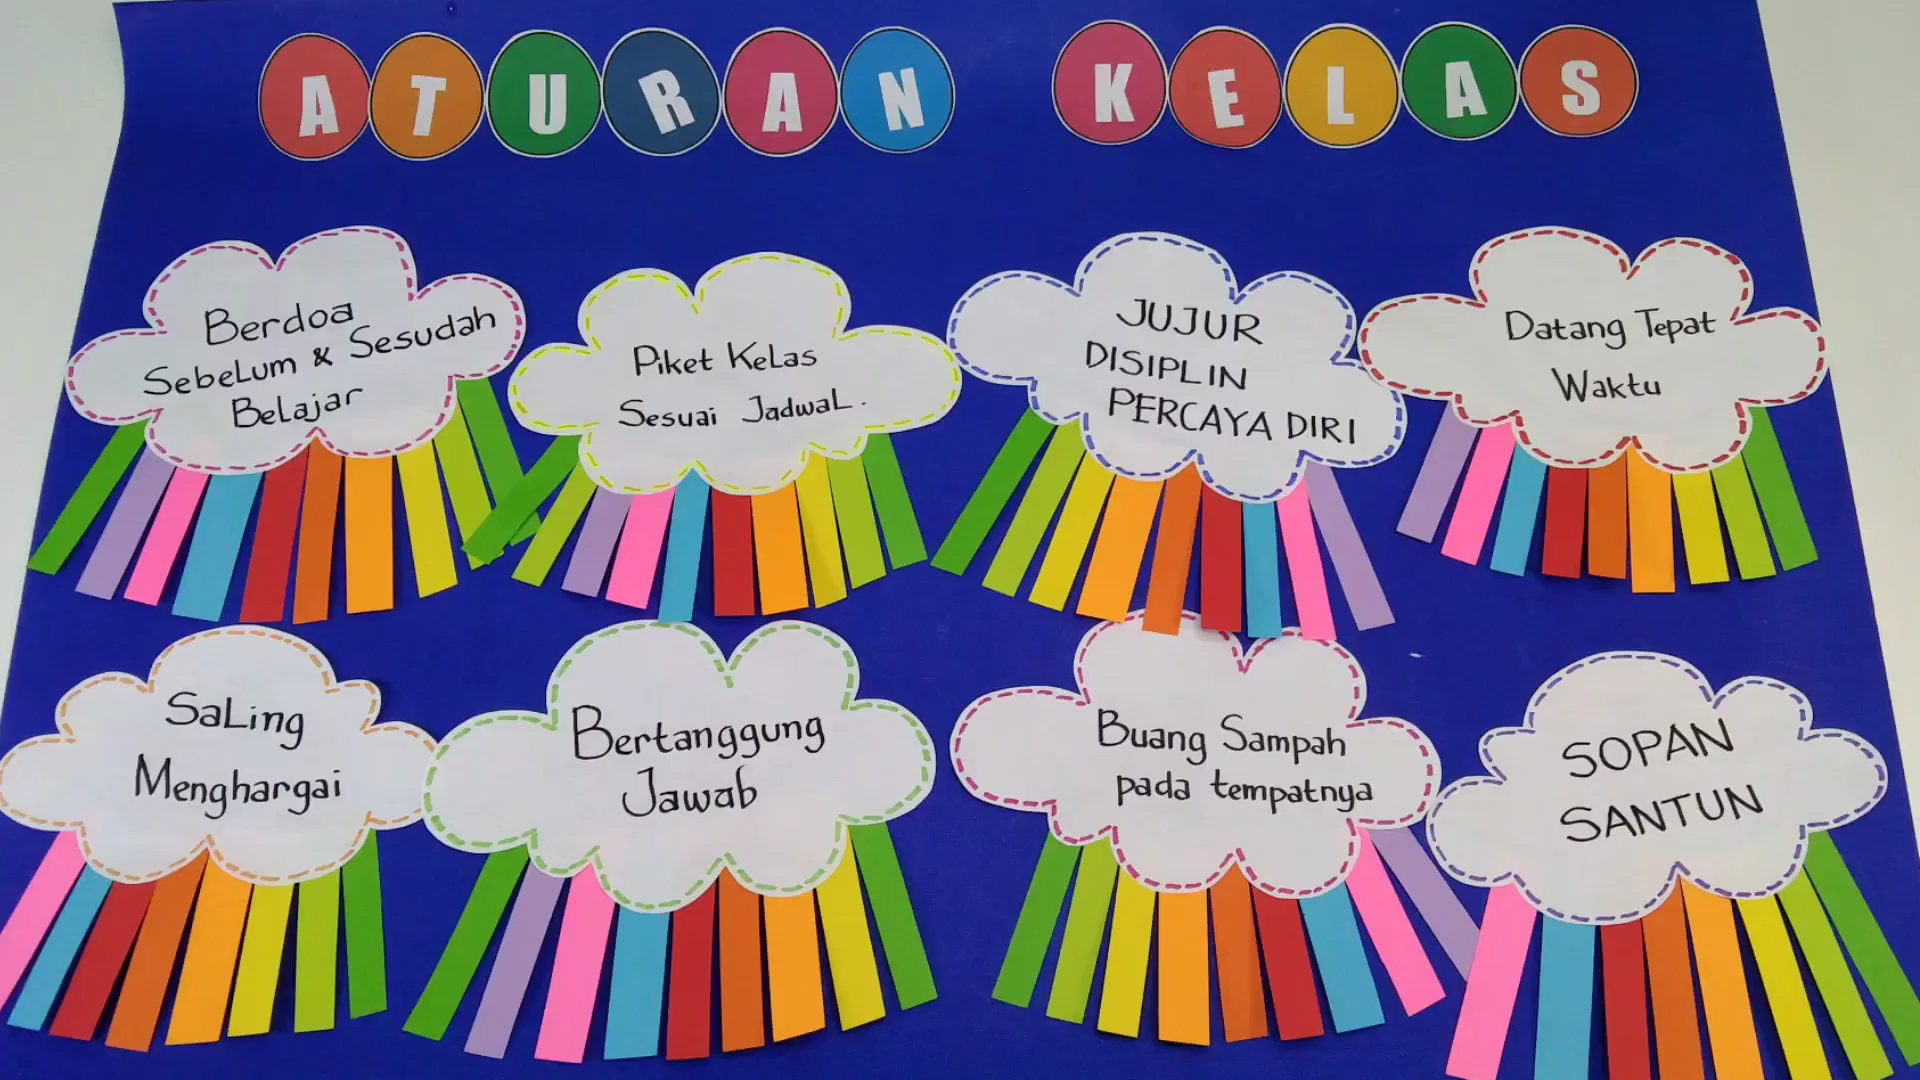 ATURAN KELAS
Berdoa
Sebelum & Sesudah
Belajar
Piket Kelas
Sesuai Jadwal.
JUJUR
DISIPLIN
PERCAYA DIRI
Datang Tepat
Waktu
Saling
Menghargai
Bertanggung
Jawab
Buang Sampah
pada tempatnya
SOPAN
SANTUN